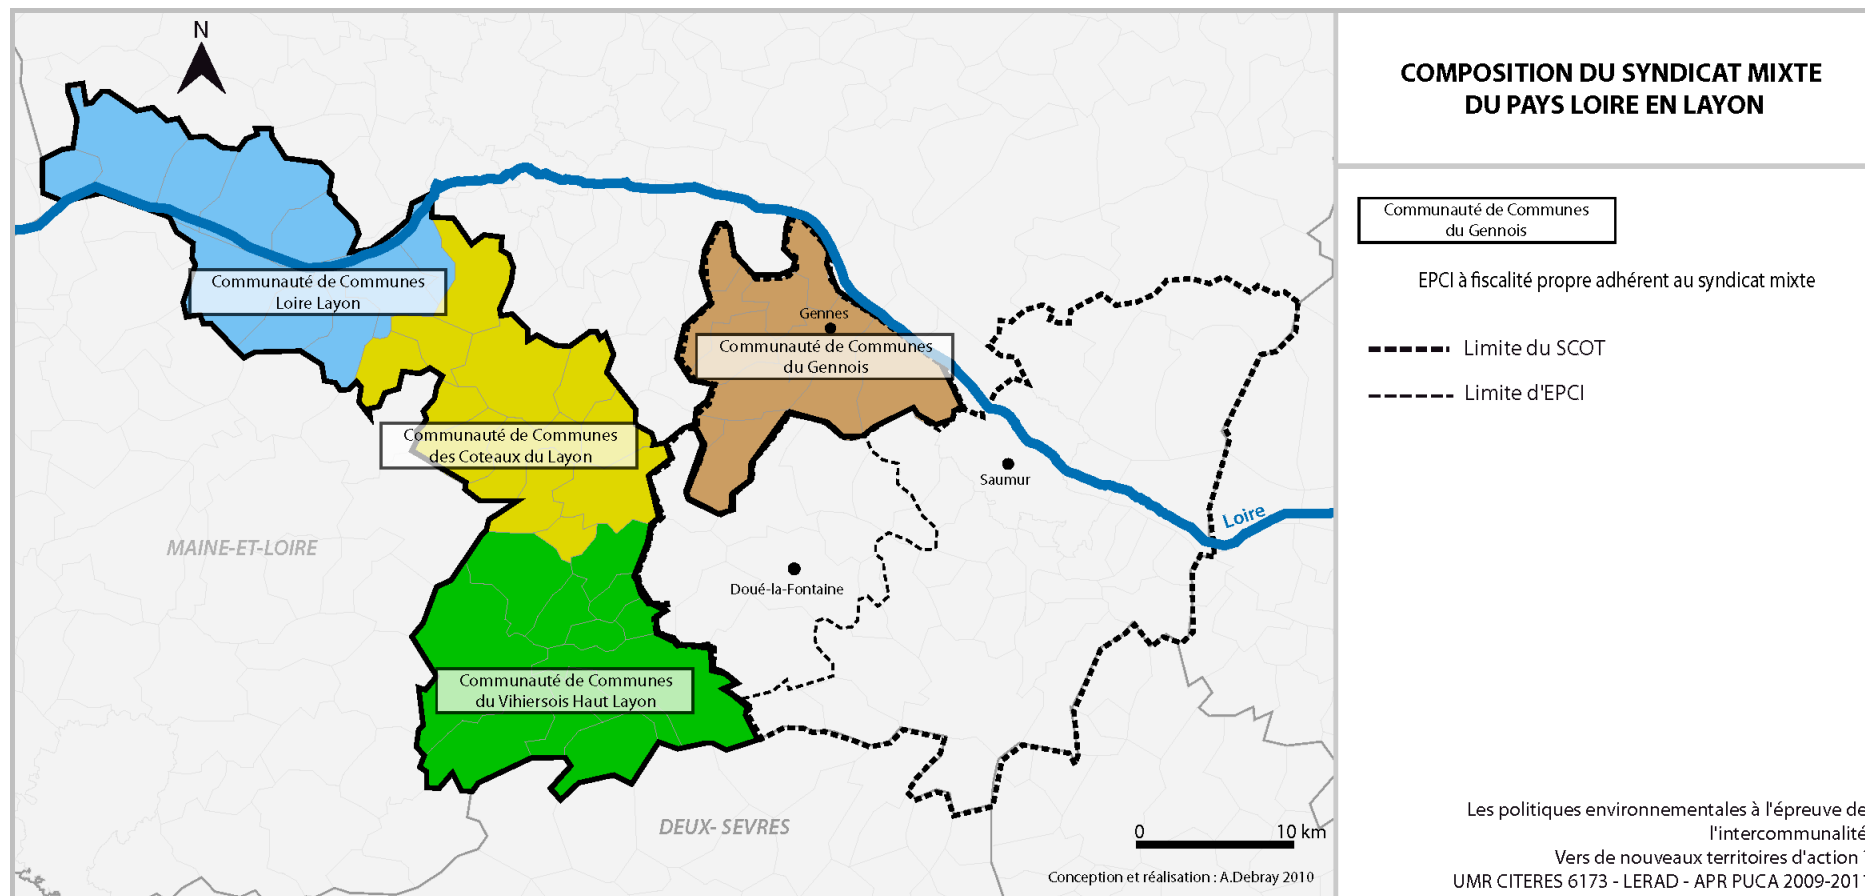 N
COMPOSITION DU SYNDICAT MIXTE
DU PAYS LOIRE EN LAYON
Communauté de Communes
du Gennois
EPCI à fiscalité propre adhérent au syndicat mixte
Limite du SCOT
Limite d'EPCI
Communauté de Communes
Loire Layon
Gennes
Communauté de Communes
du Gennois
Communauté de Communes
des Coteaux du Layon
Saumur
Loire
MAINE-ET-LOIRE
Doué-la-Fontaine
Communauté de Communes
du Vihiersois Haut Layon
DEUX- SEVRES
0 10 km
Conception et réalisation : A.Debray 2010
Les politiques environnementales à l'épreuve de
l'intercommunalité
Vers de nouveaux territoires d'action
UMR CITERES 6173 - LERAD - APR PUCA 2009-201